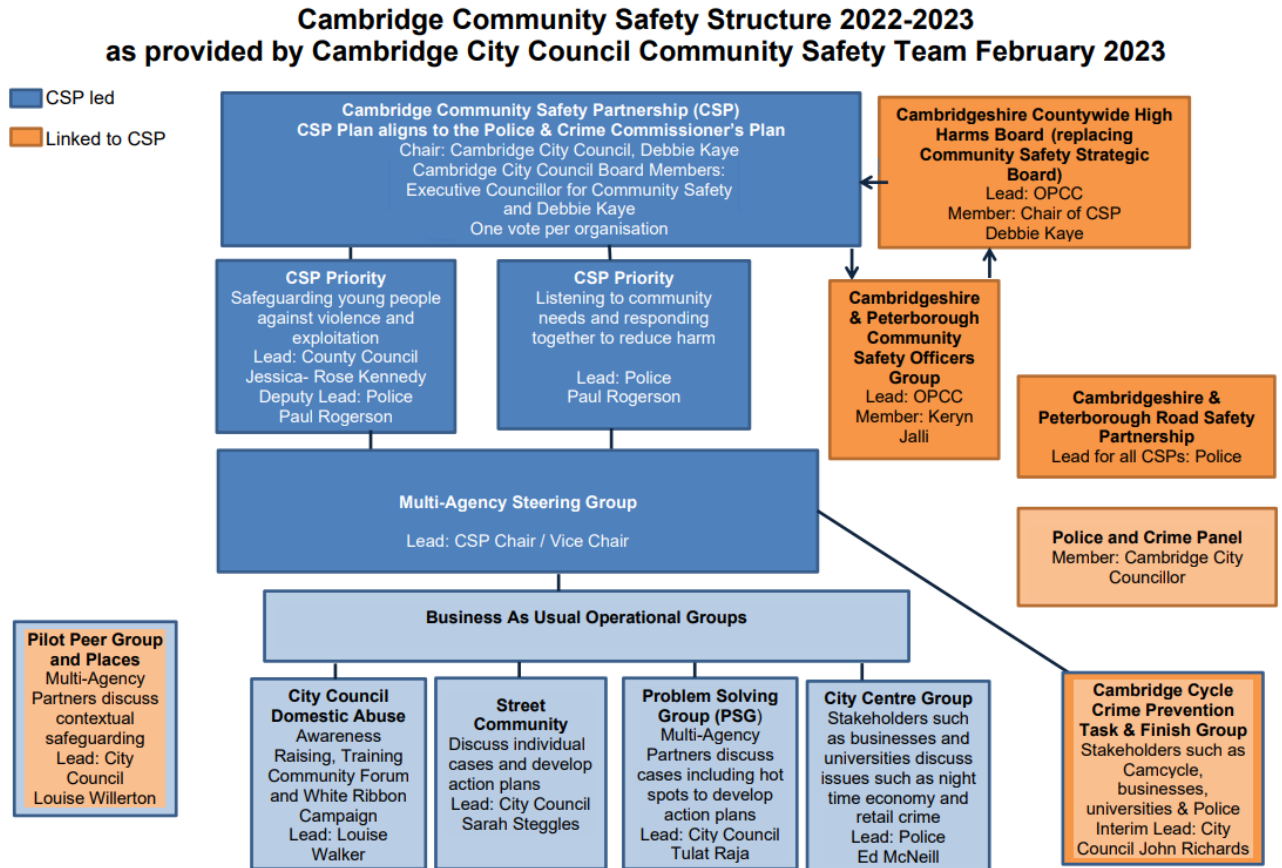 Cambridge Community Safety Structure 2022-2023
as provided by Cambridge City Council Community Safety Team February 2023
CSP led
Linked to CSP
Cambridge Community Safety Partnership (CSP)
CSP Plan aligns to the Police & Crime Commissioner's Plan
Chair: Cambridge City Council, Debbie Kaye
Cambridge City Council Board Members:
Executive Councillor for Community Safety
and Debbie Kaye
One vote per organisation
Cambridgeshire Countywide High
Harms Board (replacing
Community Safety Strategic
Board)
Lead: OPCC
Member: Chair of CSP
Debbie Kaye
CSP Priority
Safeguarding young people
against violence and
exploitation
Lead: County Council
Jessica- Rose Kennedy
Deputy Lead: Police
Paul Rogerson
CSP Priority
Listening to community
needs and responding
together to reduce harm
Lead: Police
Paul Rogerson
Cambridgeshire
& Peterborough
Community
Safety Officers
Group
Lead: OPCC
Member: Keryn
Jalli
Cambridgeshire &
Peterborough Road Safety
Partnership
Lead for all CSPs: Police
Multi-Agency Steering Group
Lead: CSP Chair / Vice Chair
Police and Crime Panel
Member: Cambridge City
Councillor
Business As Usual Operational Groups
Pilot Peer Group
and Places
Multi-Agency
Partners discuss
contextual
safeguarding
Lead: City
Council
Louise Willerton
City Council
Domestic Abuse
Awareness
Raising, Training
Community Forum
and White Ribbon
Campaign
Lead: Louise
Walker
Street
Community
Discuss individual
cases and develop
action plans
Lead: City Council
Sarah Steggles
Problem Solving
Group (PSG)
Multi-Agency
Partners discuss
cases including hot
spots to develop
action plans
Lead: City Council
Tulat Raja
City Centre Group
Stakeholders such
as businesses and
universities discuss
issues such as night
time economy and
retail crime
Lead: Police
Ed McNeill
Cambridge Cycle
Crime Prevention
Task & Finish Group
Stakeholders such as
Camcycle,
businesses,
universities & Police
Interim Lead: City
Council John Richards